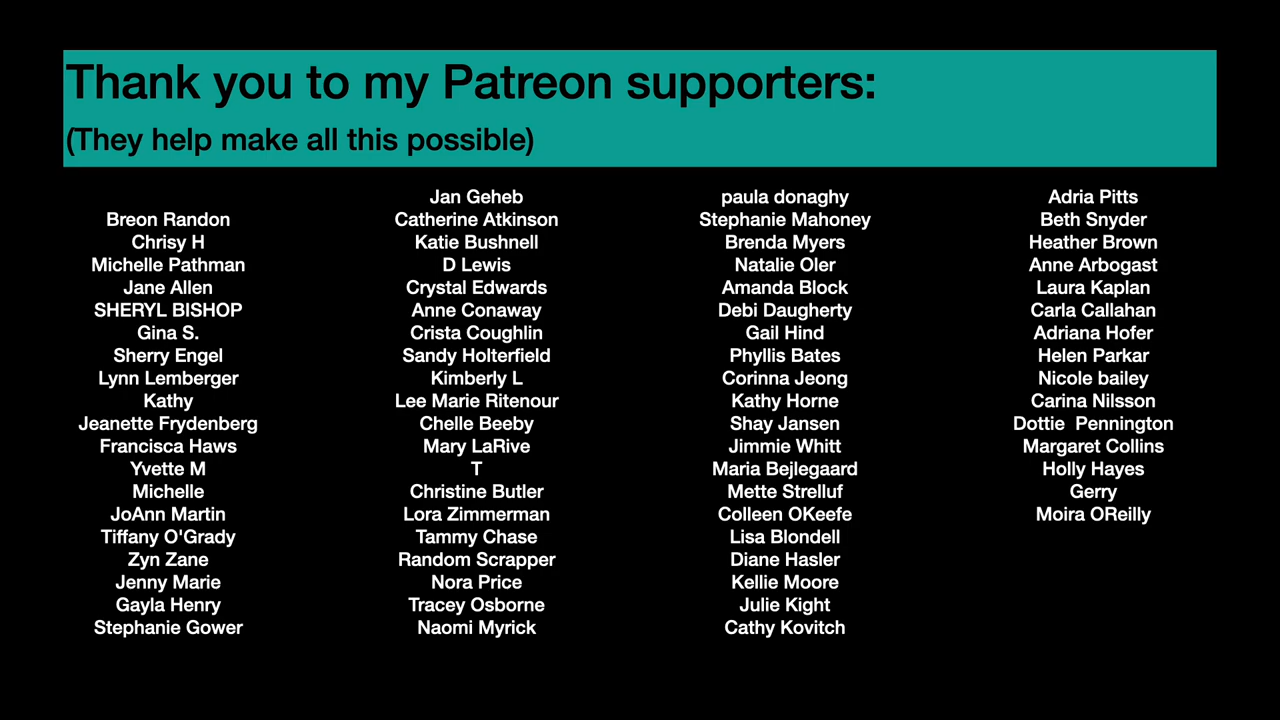 Thank you to my Patreon supporters:
(They help make all this possible)
Breon Randon
Chrisy H
Michelle Pathman
Jane Allen
SHERYL BISHOP
Gina S.
Sherry Engel
Lynn Lemberger
Kathy
Jeanette Frydenberg
Francisca Haws
Yvette M
Michelle
JoAnn Martin
Tiffany O'Grady
Zyn Zane
Jenny Marie
Gayla Henry
Stephanie Gower
Jan Geheb
Catherine Atkinson
Katie Bushnell
D Lewis
Crystal Edwards
Anne Conaway
Crista Coughlin
Sandy Holterfield
Kimberly L
Lee Marie Ritenour
Chelle Beeby
Mary LaRive
T
Christine Butler
Lora Zimmerman
Tammy Chase
Random Scrapper
Nora Price
Tracey Osborne
Naomi Myrick
paula donaghy
Stephanie Mahoney
Brenda Myers
Natalie Oler
Amanda Block
Debi Daugherty
Gail Hind
Phyllis Bates
Corinna Jeong
Kathy Horne
Shay Jansen
Jimmie Whitt
Maria Bejlegaard
Mette Strelluf
Colleen OKeefe
Lisa Blondell
Diane Hasler
Kellie Moore
Julie Kight
Cathy Kovitch
Adria Pitts
Beth Snyder
Heather Brown
Anne Arbogast
Laura Kaplan
Carla Callahan
Adriana Hofer
Helen Parkar
Nicole bailey
Carina Nilsson
Dottie  Pennington
Margaret Collins
Holly Hayes
Gerry
Moira OReilly